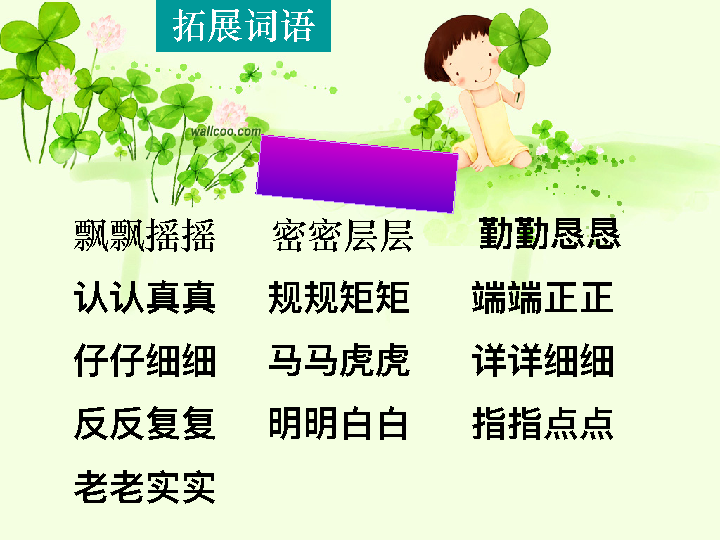 拓展词语
wallcoo.com
飘飘摇摇 密密层层 勤勤恳恳
认认真真 规规矩矩 端端正正
仔仔细细 马马虎虎 详详细细
反反复复 明明白白 指指点点
老老实实